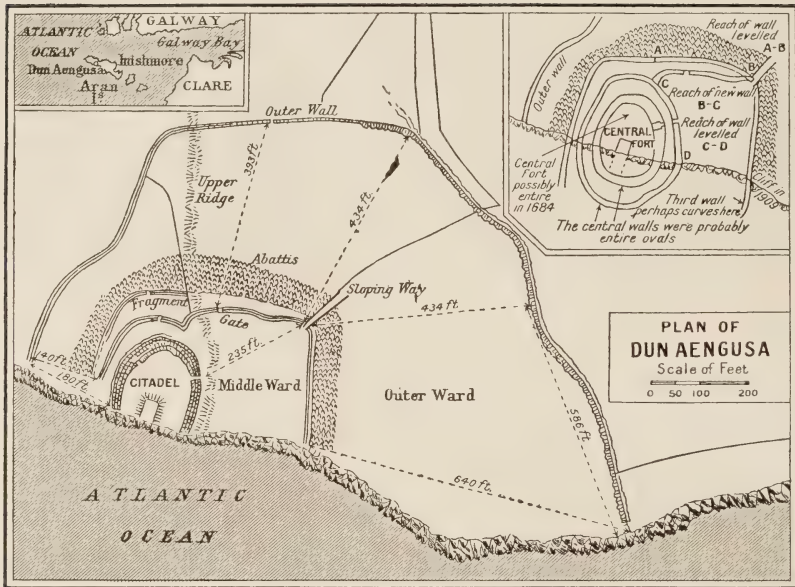 GALWAY
ATLANTIC
OCEAN
Galway Bay
Inishmore
Dun Aengusa
Aran
Is.
CLARE
Outer Wall
393 ft.
434 ft.
Upper
Ridge
Abattis
Fragment
Gate
Sloping Way
434 ft.
235 ft.
140 ft.
180 ft.
CITADEL
Middle Ward
Outer Ward
586 ft.
640 ft.
ATLANTIC
OCEAN
Reach of wall
levelled
A-B
Outer wall
A
B
C
Reach of new wall
B-C
Reach of wall
levelled
C-D
CENTRAL
FORT
D
Cliff in
1909
Central
Fort
possibly
entire
in 1684
Third wall
perhaps curves here
The central walls were probably
entire ovals
PLAN OF
DUN AENGUSA
Scale of Feet
0 50 100 200